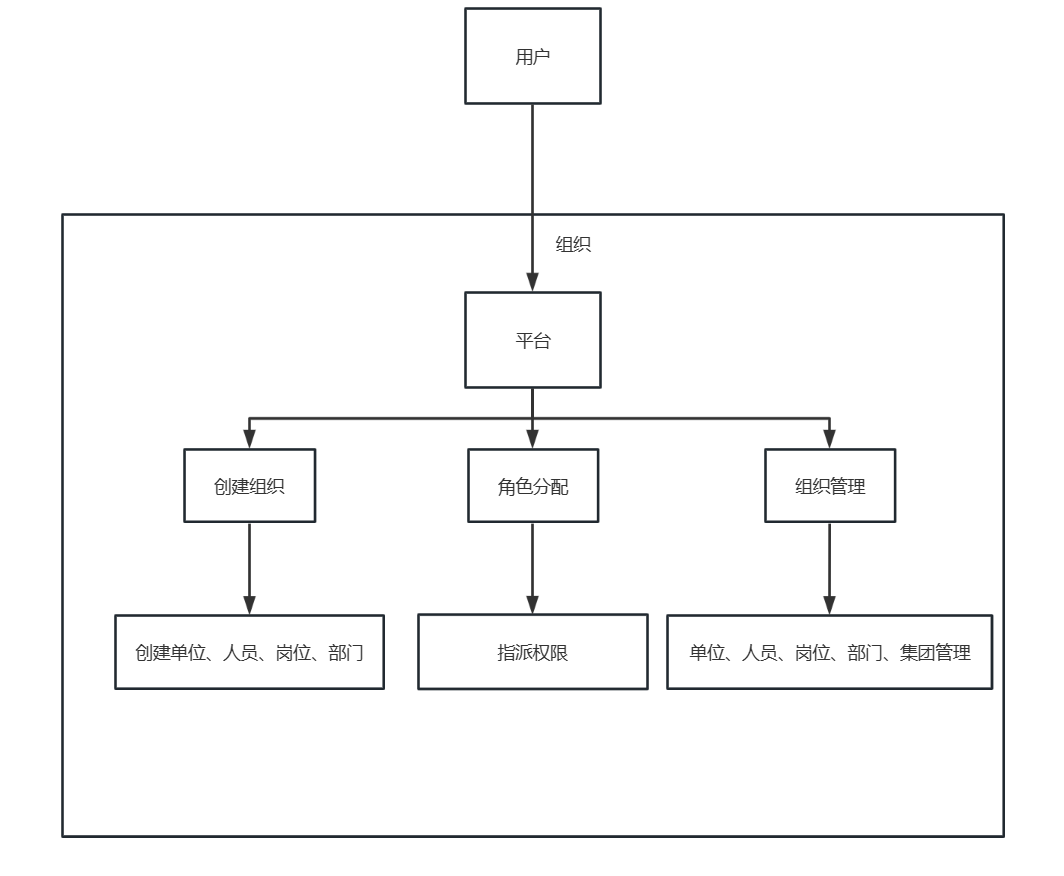 用户
组织
平台
创建组织
角色分配
组织管理
创建单位、人员、岗位、部门
指派权限
单位、人员、岗位、部门、集团管理